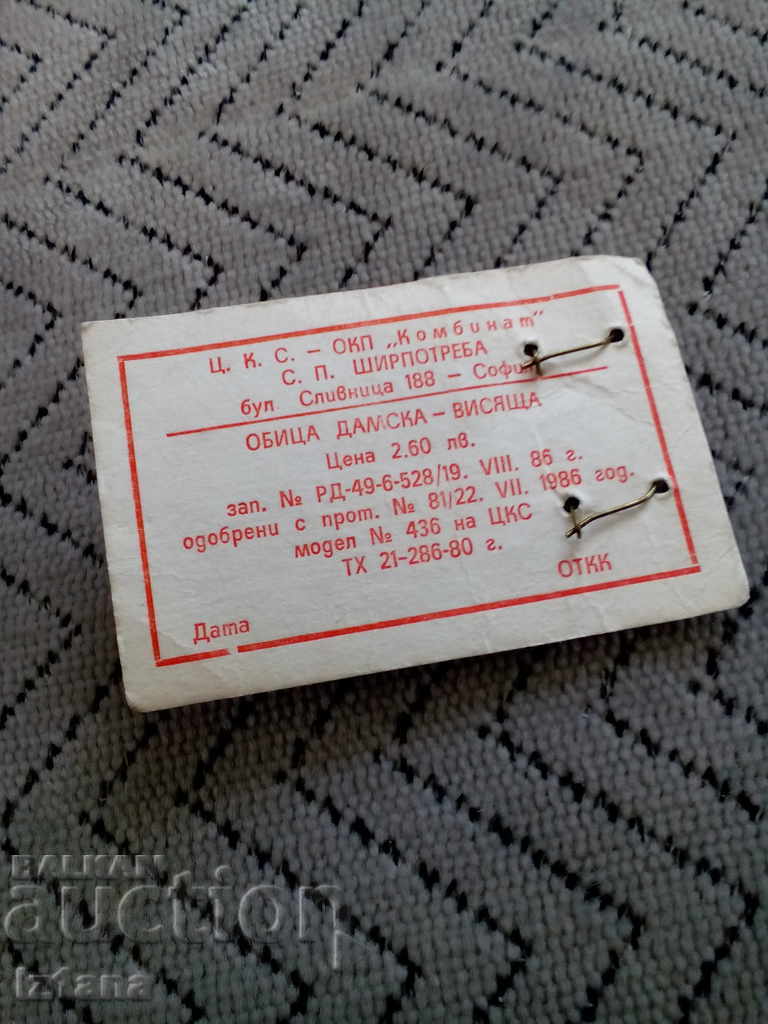 Ц. К. С. – ОКП „Комбинат"
С. П. ШИРПОТРЕБА
бул. Сливница 188 – София
ОБИЦА ДАМСКА – ВИСЯЩА
Цена 2.60 лв.
зап. № РД-49-6-528/19. VIII. 86 г.
одобрени с прот. № 81/22. VII. 1986 год.
модел № 436 на ЦКС
ТХ 21-286-80 г.
ОТКК
Дата
BALKAN
auction
Iztana